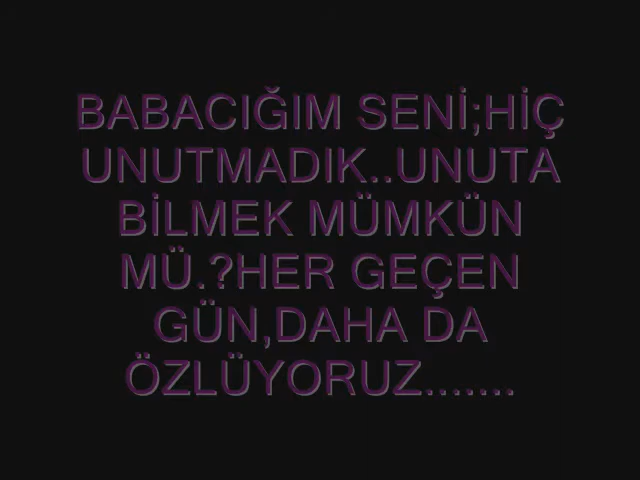 BABACIĞIM SENİ;HİÇ
UNUTMADIK..UNUTA
BİLMEK MÜMKÜN
MÜ.?HER GEÇEN
GÜN,DAHA DA
ÖZLÜYORUZ.......